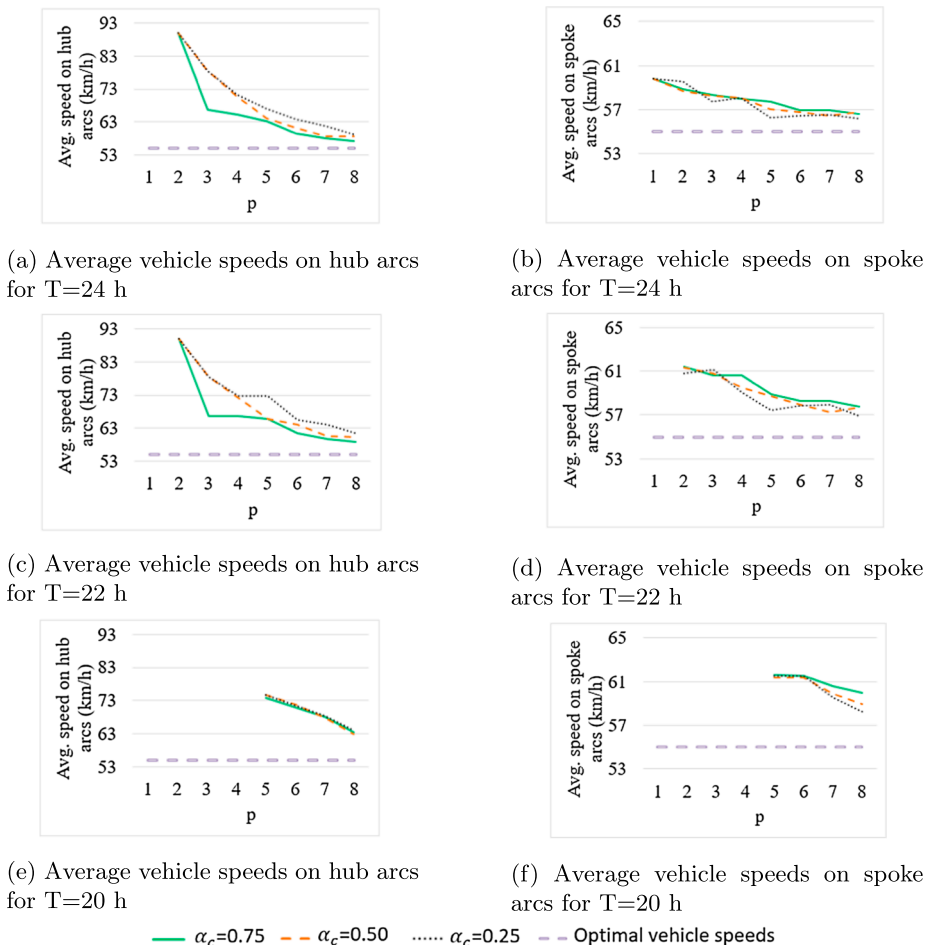 Avg. speed on hub
arcs (km/h)
93
83
73
63
53
1 2 3 4 5 6 7 8
p
(a) Average vehicle speeds on hub arcs
for T=24 h
Avg. speed on spoke
arcs (km/h)
65
61
57
53
1 2 3 4 5 6 7 8
p
(b) Average vehicle speeds on spoke
arcs for T=24 h
Avg. speed on hub
arcs (km/h)
93
83
73
63
53
1 2 3 4 5 6 7 8
p
(c) Average vehicle speeds on hub arcs
for T=22 h
Avg. speed on spoke
arcs (km/h)
65
61
57
53
1 2 3 4 5 6 7 8
p
(d) Average vehicle speeds on spoke
arcs for T=22 h
Avg. speed on hub
arcs (km/h)
93
83
73
63
53
1 2 3 4 5 6 7 8
p
(e) Average vehicle speeds on hub arcs
for T=20 h
Avg. speed on spoke
arcs (km/h)
65
61
57
53
1 2 3 4 5 6 7 8
p
(f) Average vehicle speeds on spoke
arcs for T=20 h
α_c=0.75 α_c=0.50 α_c=0.25 Optimal vehicle speeds